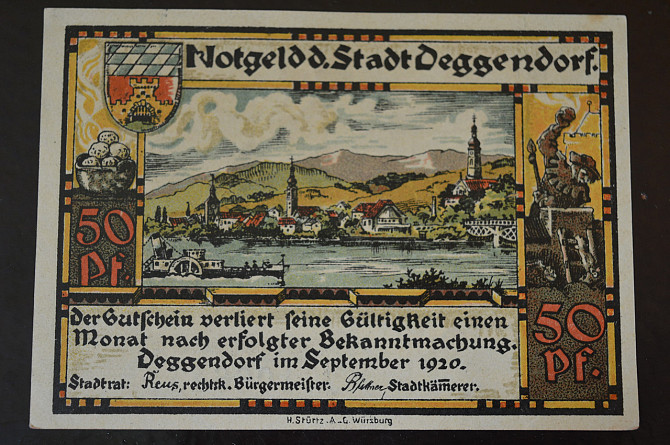 Notgeld d. Stadt Deggendorf.
50
Pf.
Der Gutschein verliert seine Gültigkeit einen
Monat nach erfolgter Bekanntmachung.
Deggendorf im September 1920.
Stadtrat: Reus, rechtsk. Bürgermeister. Stadtkämmerer.
50
Pf.
H. Stürtz A.-G. Würzburg